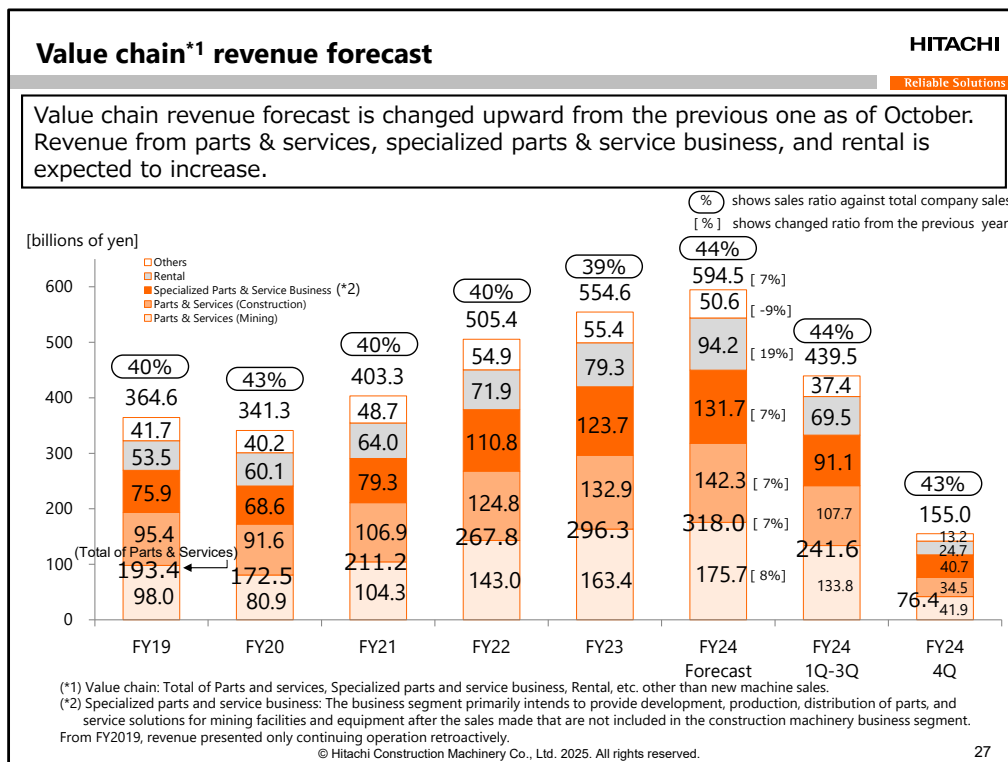 Value chain*1 revenue forecast
HITACHI
Reliable Solutions
Value chain revenue forecast is changed upward from the previous one as of October.
Revenue from parts & services, specialized parts & service business, and rental is
expected to increase.
% shows sales ratio against total company sales
[ % ] shows changed ratio from the previous year
[billions of yen]
Others
Rental
Specialized Parts & Service Business (*2)
Parts & Services (Construction)
Parts & Services (Mining)
600
500
400
300
200
100
0
40%
364.6
41.7
53.5
75.9
95.4
(Total of Parts & Services)
193.4
98.0
FY19
43%
341.3
40.2
60.1
68.6
91.6
172.5
80.9
FY20
40%
403.3
48.7
64.0
79.3
106.9
211.2
104.3
FY21
40%
505.4
54.9
71.9
110.8
124.8
267.8
143.0
FY22
39%
554.6
55.4
79.3
123.7
132.9
296.3
163.4
FY23
44%
594.5 [ 7%]
50.6 [ -9%]
94.2 [ 19%]
131.7 [ 7%]
142.3 [ 7%]
318.0 [ 7%]
175.7 [ 8%]
FY24
Forecast
44%
439.5
37.4
69.5
91.1
107.7
241.6
133.8
FY24
1Q-3Q
43%
155.0
13.2
24.7
40.7
34.5
76.4
41.9
FY24
4Q
(*1) Value chain: Total of Parts and services, Specialized parts and service business, Rental, etc. other than new machine sales.
(*2) Specialized parts and service business: The business segment primarily intends to provide development, production, distribution of parts, and
service solutions for mining facilities and equipment after the sales made that are not included in the construction machinery business segment.
From FY2019, revenue presented only continuing operation retroactively.
© Hitachi Construction Machinery Co., Ltd. 2025. All rights reserved.
27